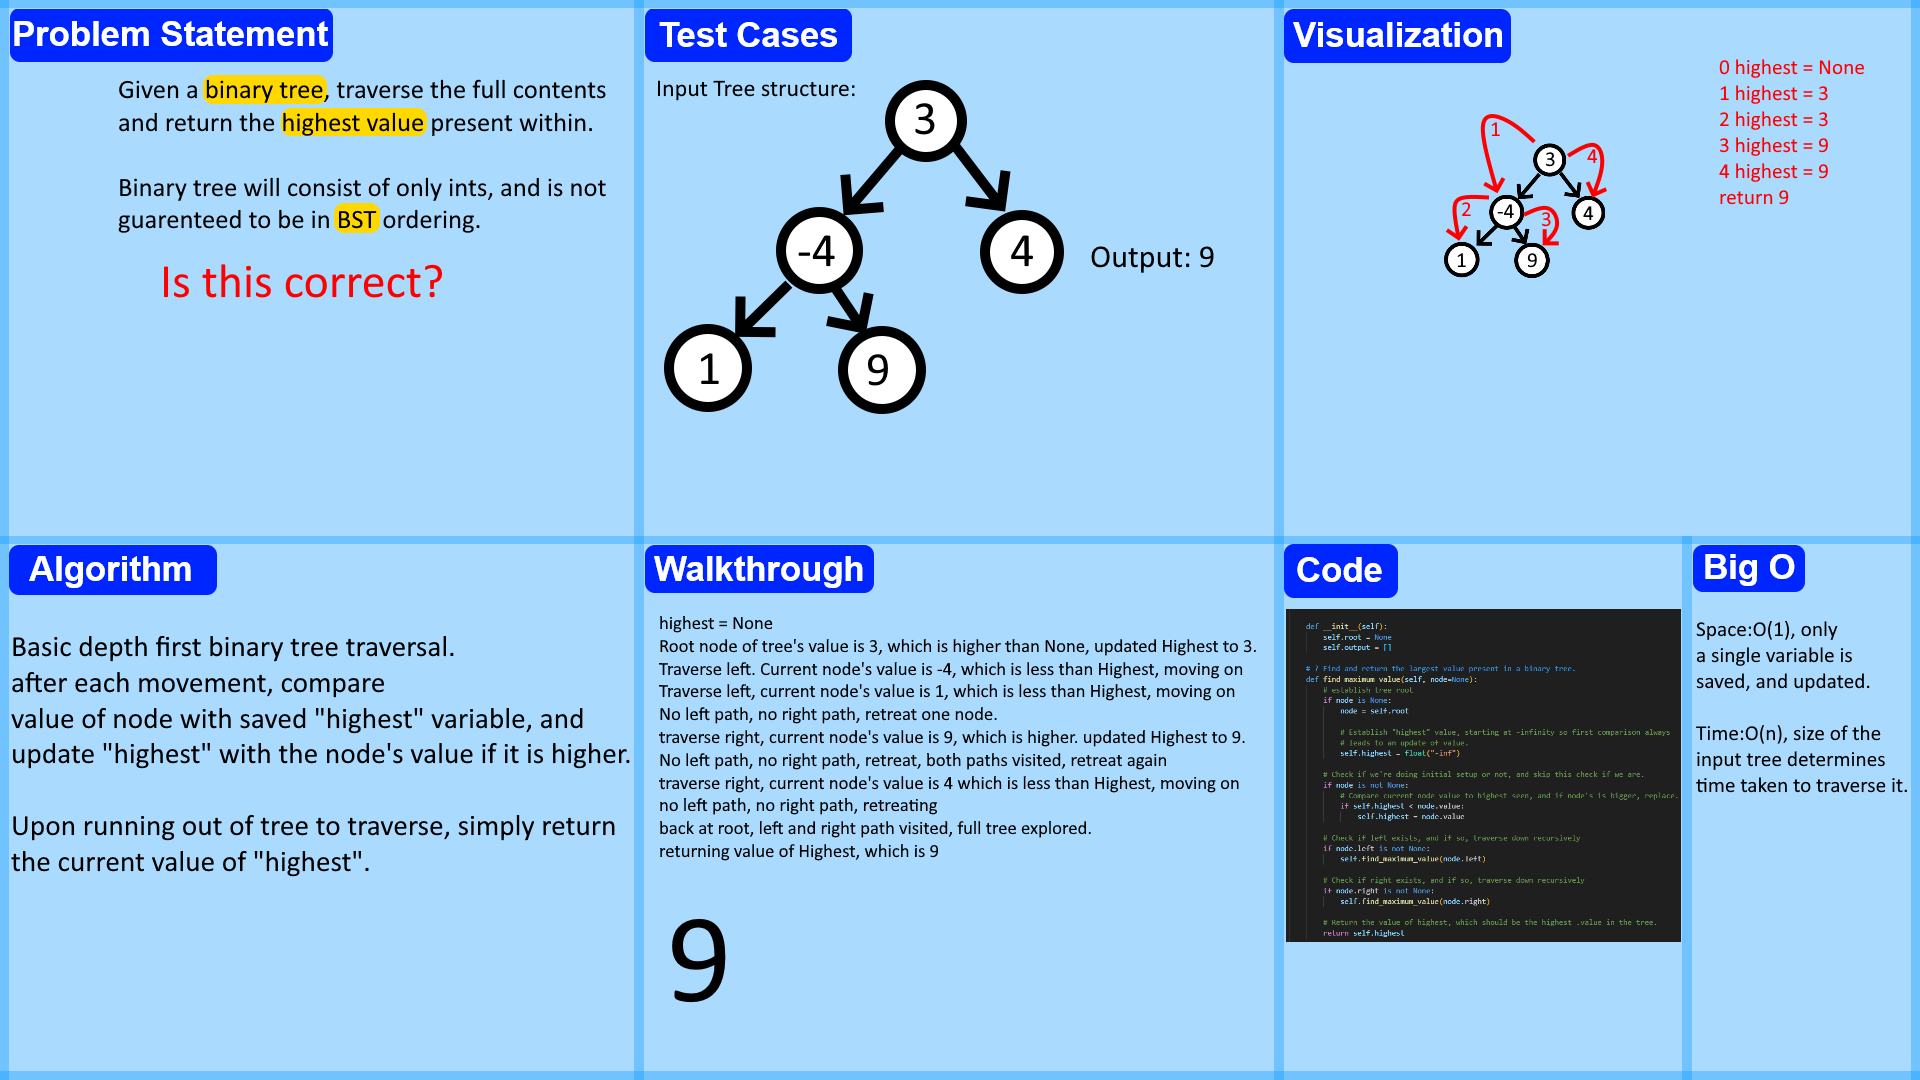 Problem Statement
Given a binary tree, traverse the full contents
and return the highest value present within.
Binary tree will consist of only ints, and is not
guarenteed to be in BST ordering.
Is this correct?
Test Cases
Input Tree structure:
3
-4
4
1
9
Output: 9
Visualization
0 highest = None
1 highest = 3
2 highest = 3
3 highest = 9
4 highest = 9
return 9
1
3
4
2
-4
3
4
1
9
Algorithm
Basic depth first binary tree traversal.
after each movement, compare
value of node with saved "highest" variable, and
update "highest" with the node's value if it is higher.
Upon running out of tree to traverse, simply return
the current value of "highest".
Walkthrough
highest = None
Root node of tree's value is 3, which is higher than None, updated Highest to 3.
Traverse left. Current node's value is -4, which is less than Highest, moving on
Traverse left, current node's value is 1, which is less than Highest, moving on
No left path, no right path, retreat one node.
traverse right, current node's value is 9, which is higher. updated Highest to 9.
No left path, no right path, retreat, both paths visited, retreat again
traverse right, current node's value is 4 which is less than Highest, moving on
no left path, no right path, retreating
back at root, left and right path visited, full tree explored.
returning value of Highest, which is 9
9
Code
def __init__(self):
self.root = None
self.output = []
# ? Find and return the largest value present in a binary tree.
def find_maximum_value(self, node=None):
# establish tree root
if node is None:
node = self.root
# Establish "highest" value, starting at -infinity so first comparison always
# leads to an update of value.
self.highest = float("-inf")
# Check if we're doing initial setup or not, and skip this check if we are.
if node is not None:
# Compare current node value to highest seen, and if node's is bigger, replace.
if self.highest < node.value:
self.highest = node.value
# Check if left exists, and if so, traverse down recursively
if node.left is not None:
self.find_maximum_value(node.left)
# Check if right exists, and if so, traverse down recursively
if node.right is not None:
self.find_maximum_value(node.right)
# Return the value of highest, which should be the highest .value in the tree.
return self.highest
Big O
Space:O(1), only
a single variable is
saved, and updated.
Time:O(n), size of the
input tree determines
time taken to traverse it.